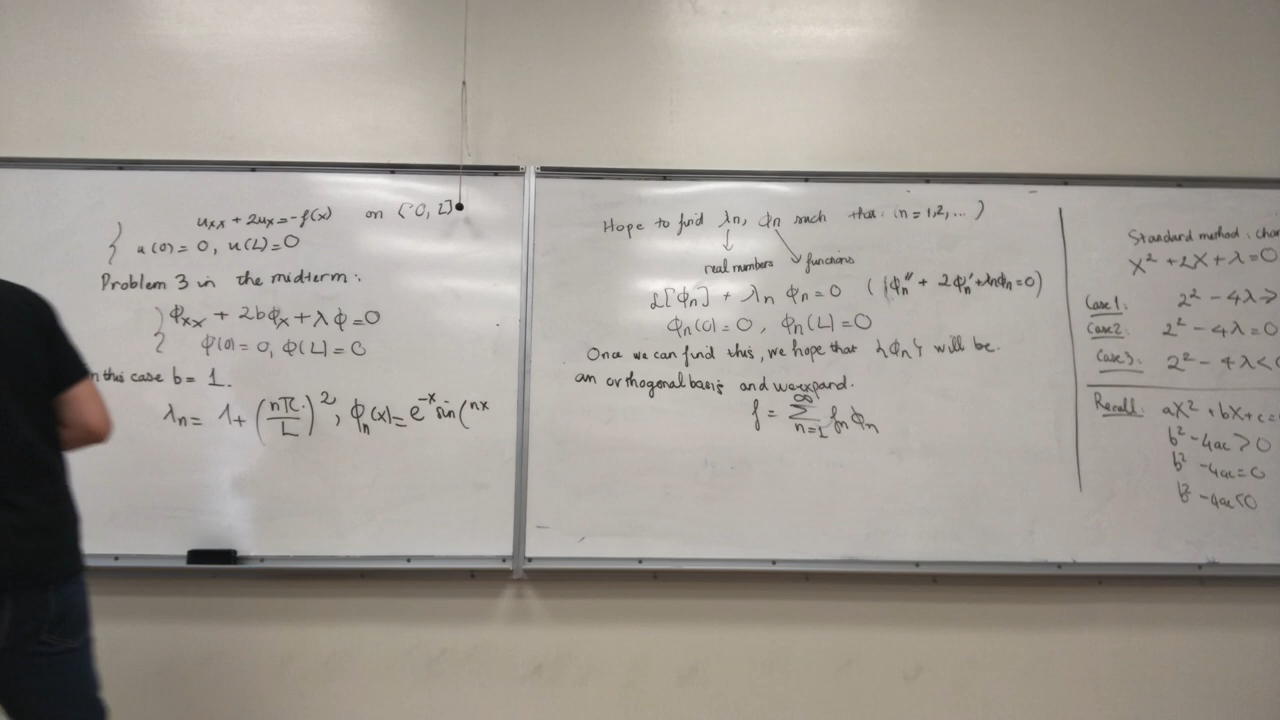 u_xx + 2u_x = -f(x) on [0, L]
u(0) = 0, u(L) = 0
Problem 3 in the midterm:
ϕ_xx + 2bϕ_x + λϕ = 0
ϕ(0) = 0, ϕ(L) = 0
n this case b = 1.
λ_n = 1 + (nπ/L)^2, ϕ_n(x) = e^{-x} sin(nx
Hope to find λ_n, ϕ_n such that: (n = 1,2, ...)
real numbers functions
L[ϕ_n] + λ_n ϕ_n = 0 (ϕ_n'' + 2ϕ_n' + λ_nϕ_n = 0)
ϕ_n(0) = 0, ϕ_n(L) = 0
Once we can find this, we hope that {ϕ_n} will be
an orthogonal basis and we expand.
f = ∑_{n=1}^{∞} f_n ϕ_n
Standard method: cha
X^2 + 2X + λ = 0
Case 1: 2^2 - 4λ >
Case 2: 2^2 - 4λ = 0
Case 3: 2^2 - 4λ <
Recall: aX^2 + bX + c =
b^2 - 4ac > 0
b^2 - 4ac = 0
b^2 - 4ac < 0